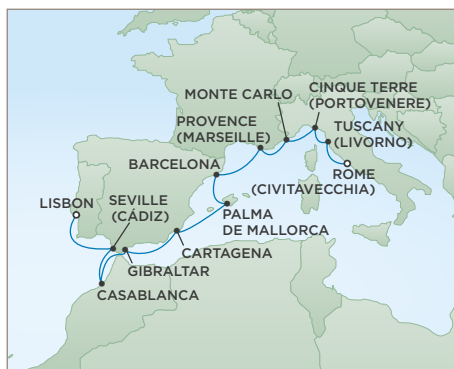 MONTE CARLO
CINQUE TERRE
(PORTOVENERE)
PROVENCE
(MARSEILLE)
TUSCANY
(LIVORNO)
BARCELONA
ROME
(CIVITAVECCHIA)
LISBON
SEVILLE
(CÁDIZ)
PALMA
DE MALLORCA
CARTAGENA
GIBRALTAR
CASABLANCA